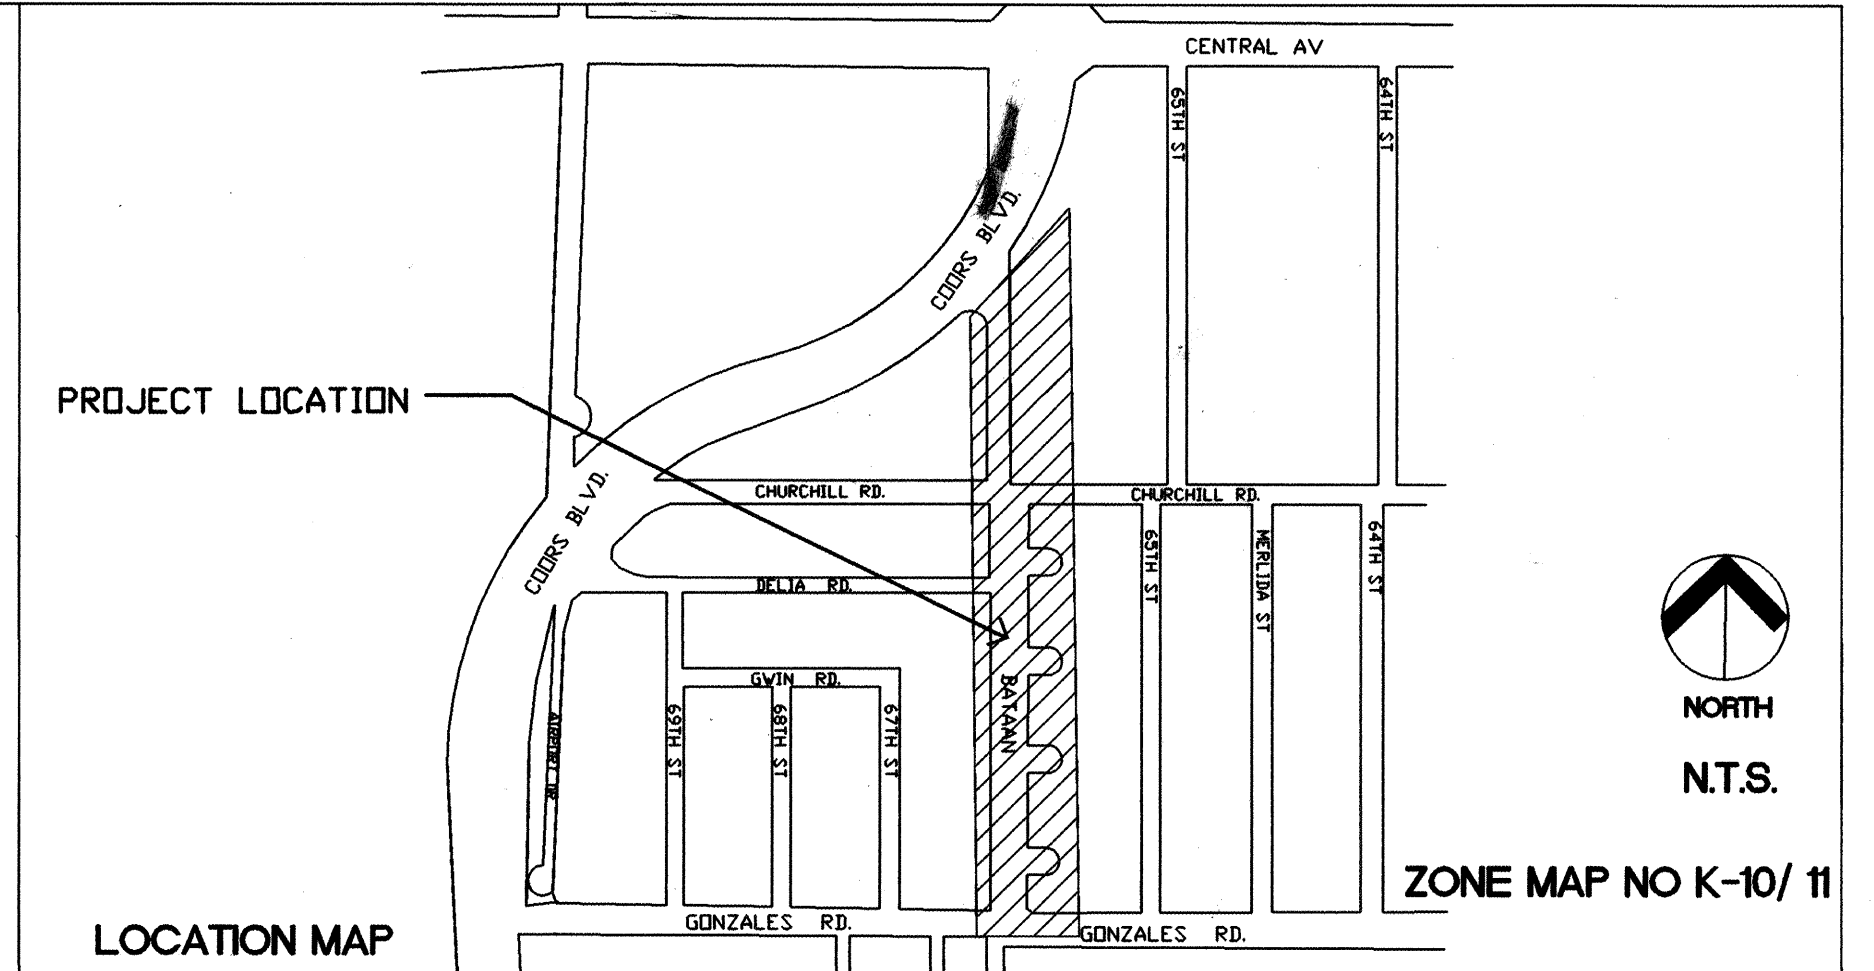 CENTRAL AV
65TH ST
64TH ST
COORS BLVD.
PROJECT LOCATION
CHURCHILL RD.
CHURCHILL RD.
COORS BLVD.
65TH ST
MERLIDA ST
64TH ST
DELIA RD.
GWIN RD.
BATAAN
69TH ST
68TH ST
67TH ST
AIRPORT DR
NORTH
N.T.S.
ZONE MAP NO K-10/ 11
GONZALES RD.
GONZALES RD.
LOCATION MAP